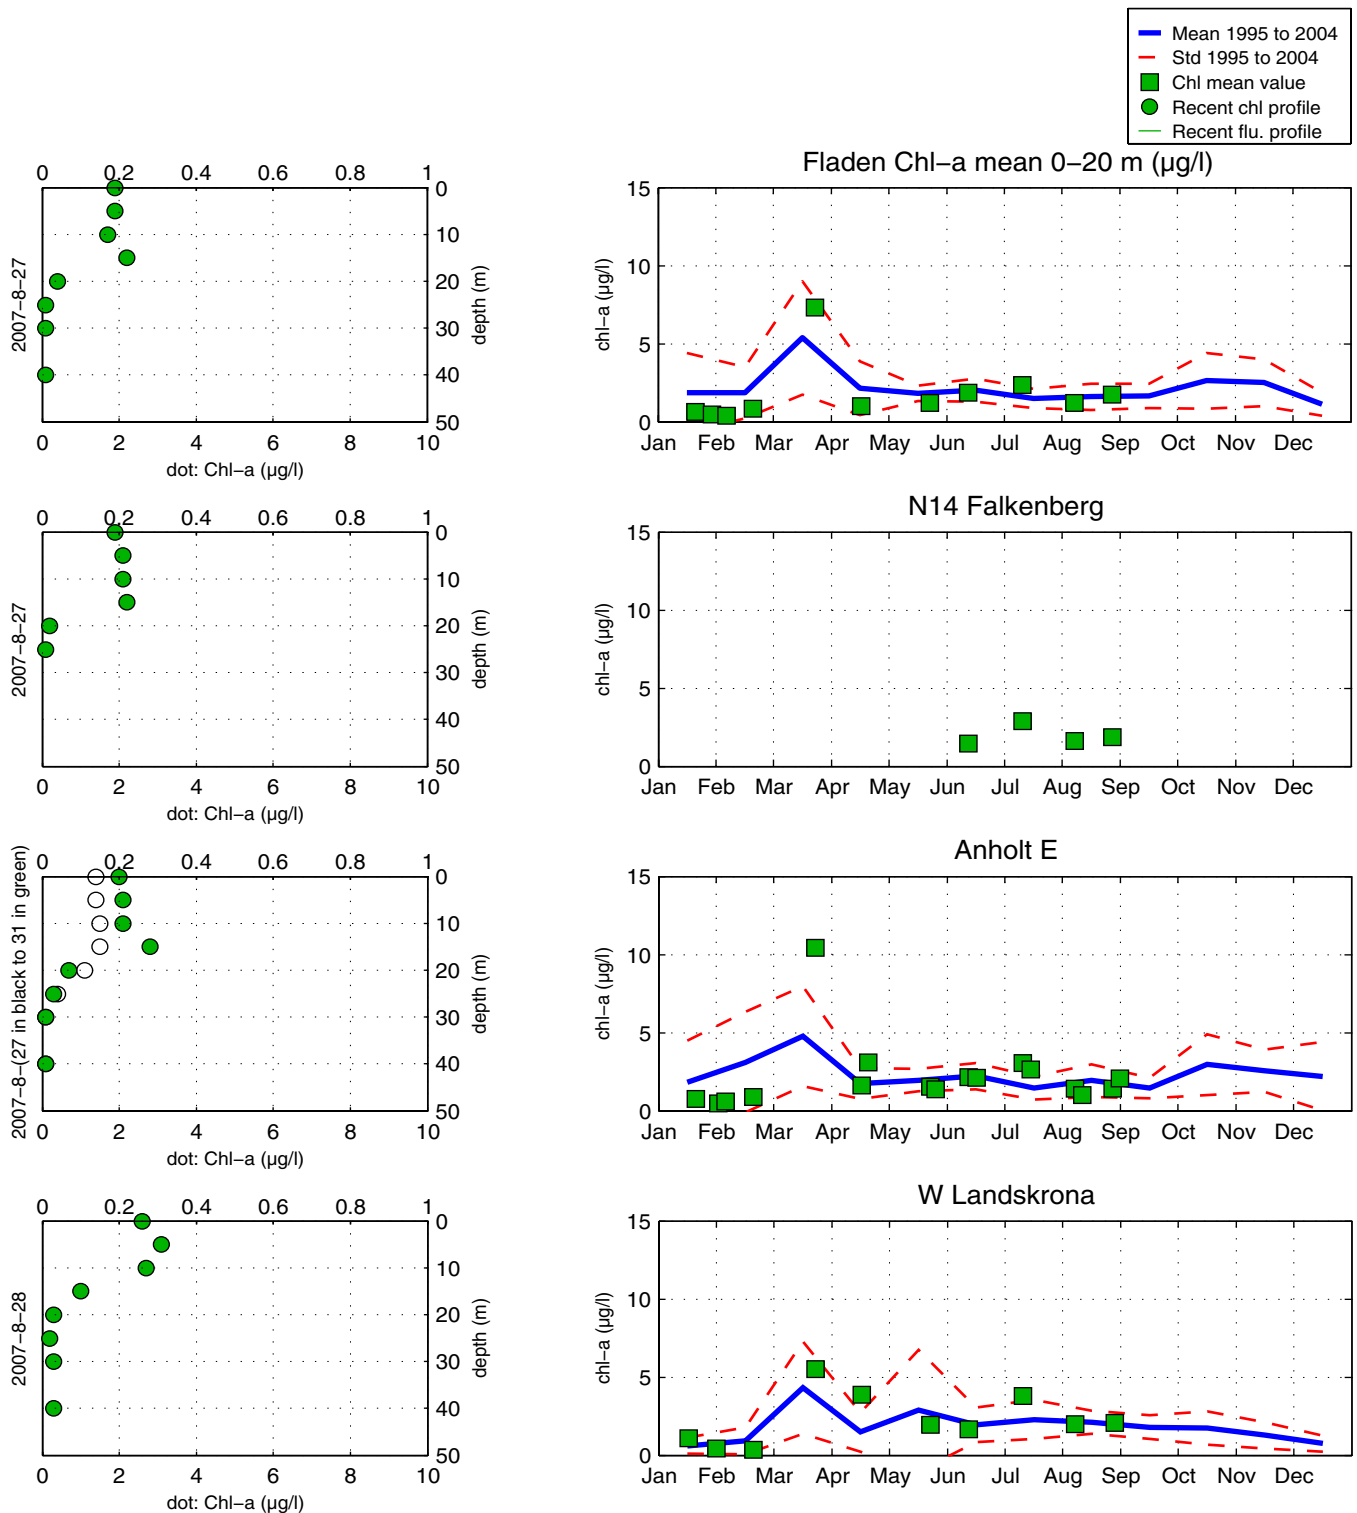 Mean 1995 to 2004
Std 1995 to 2004
Chl mean value
Recent chl profile
Recent flu. profile
0 0.2 0.4 0.6 0.8 1
0
10
20
30
40
50
0 2 4 6 8 10
2007−8−27
depth (m)
dot: Chl−a (µg/l)
Fladen Chl−a mean 0−20 m (µg/l)
15
10
5
0
chl−a (µg/l)
Jan Feb Mar Apr May Jun Jul Aug Sep Oct Nov Dec
0 0.2 0.4 0.6 0.8 1
0
10
20
30
40
50
0 2 4 6 8 10
2007−8−27
depth (m)
dot: Chl−a (µg/l)
N14 Falkenberg
15
10
5
0
chl−a (µg/l)
Jan Feb Mar Apr May Jun Jul Aug Sep Oct Nov Dec
0 0.2 0.4 0.6 0.8 1
0
10
20
30
40
50
0 2 4 6 8 10
2007−8−(27 in black to 31 in green)
depth (m)
dot: Chl−a (µg/l)
Anholt E
15
10
5
0
chl−a (µg/l)
Jan Feb Mar Apr May Jun Jul Aug Sep Oct Nov Dec
0 0.2 0.4 0.6 0.8 1
0
10
20
30
40
50
0 2 4 6 8 10
2007−8−28
depth (m)
dot: Chl−a (µg/l)
W Landskrona
15
10
5
0
chl−a (µg/l)
Jan Feb Mar Apr May Jun Jul Aug Sep Oct Nov Dec